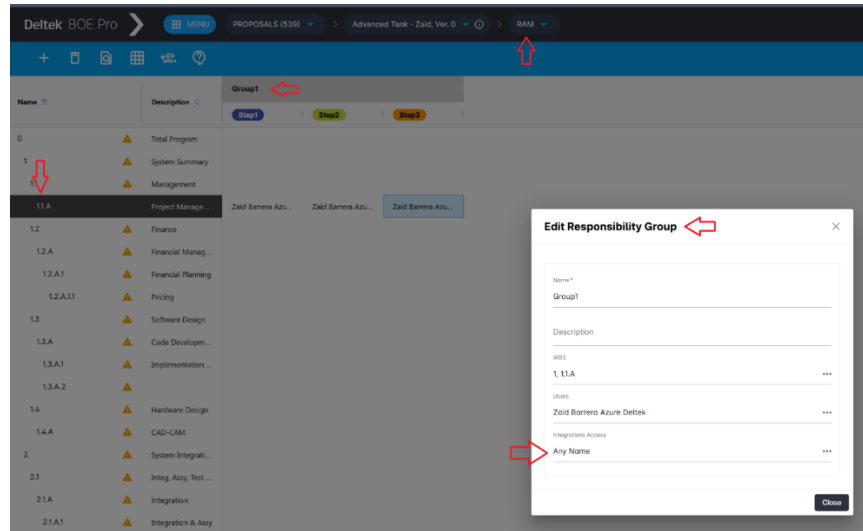 Deltek BOE Pro MENU PROPOSALS (539) > Advanced Tank - Zaid, Ver. 0 > RAM
Group1
Name Description
Step1 Step2 Step3
0 Total Program
1 System Summary
1.1 Management
1.1.A Project Manage... Zaid Barrera Azu... Zaid Barrera Azu... Zaid Barrera Azu...
1.2 Finance
1.2.A Financial Manag...
1.2.A.1 Financial Planning
1.2.A.1.1 Pricing
1.3 Software Design
1.3.A Code Developm...
1.3.A.1 Implementation ...
1.3.A.2
1.4 Hardware Design
1.4.A CAD-CAM
2 System Integrati...
2.1 Integ, Assy, Test ...
2.1.A Integration
2.1.A.1 Integration & Assy
Edit Responsibility Group
Name *
Group1
Description
WBS
1, 1.1.A
Users
Zaid Barrera Azure Deltek
Integrations Access
Any Name
Close